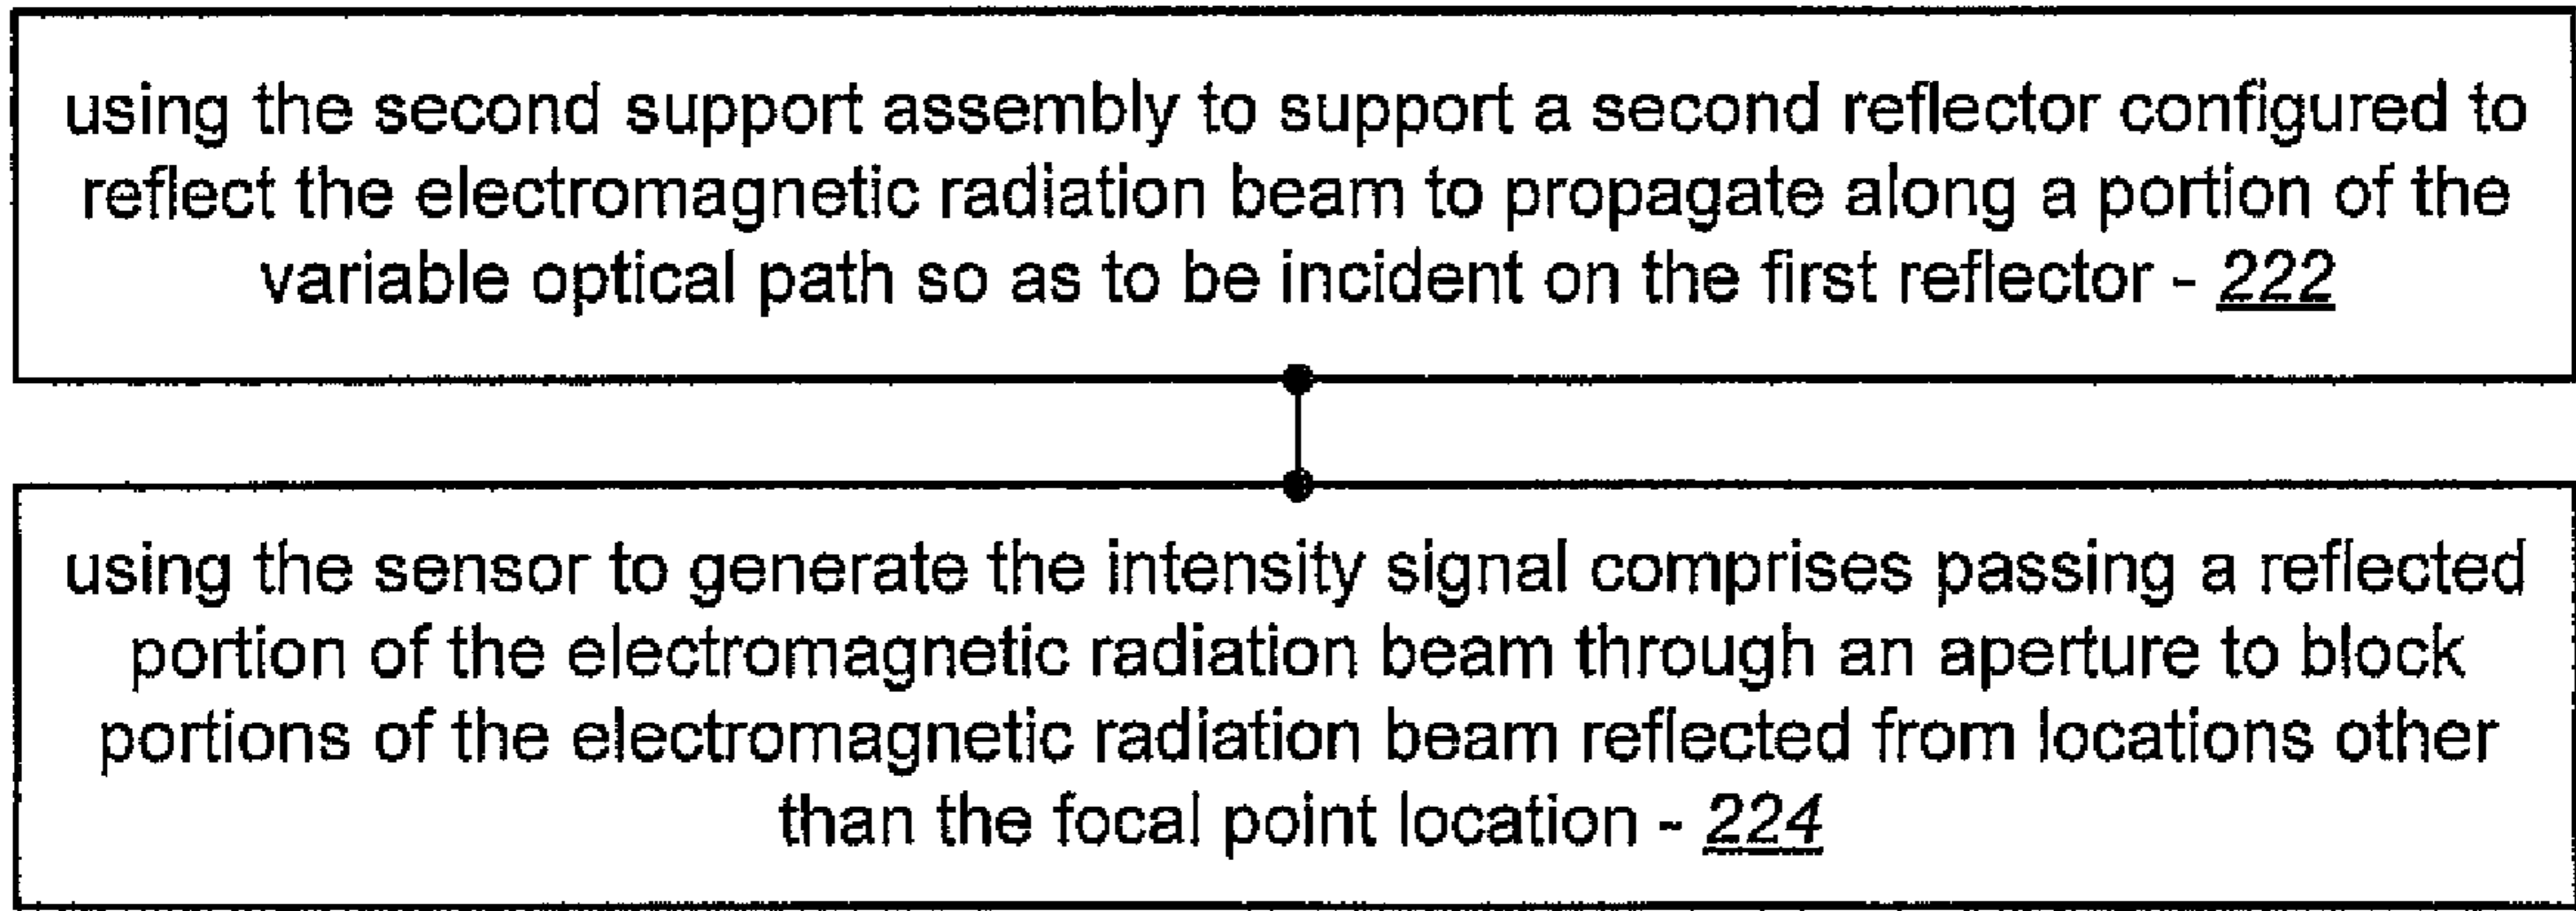 using the second support assembly to support a second reflector configured to
reflect the electromagnetic radiation beam to propagate along a portion of the
variable optical path so as to be incident on the first reflector - 222
using the sensor to generate the intensity signal comprises passing a reflected
portion of the electromagnetic radiation beam through an aperture to block
portions of the electromagnetic radiation beam reflected from locations other
than the focal point location - 224